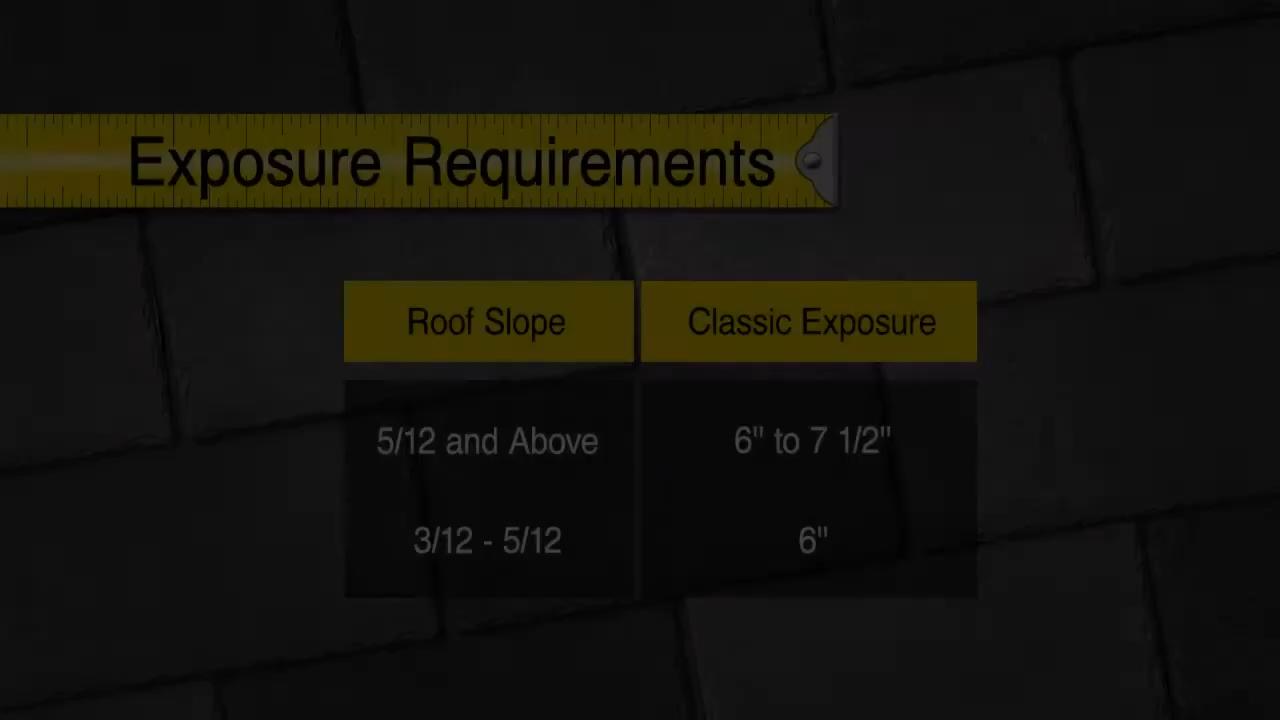 Exposure Requirements
Roof Slope Classic Exposure
5/12 and Above 6" to 7 1/2"
3/12 - 5/12 6"